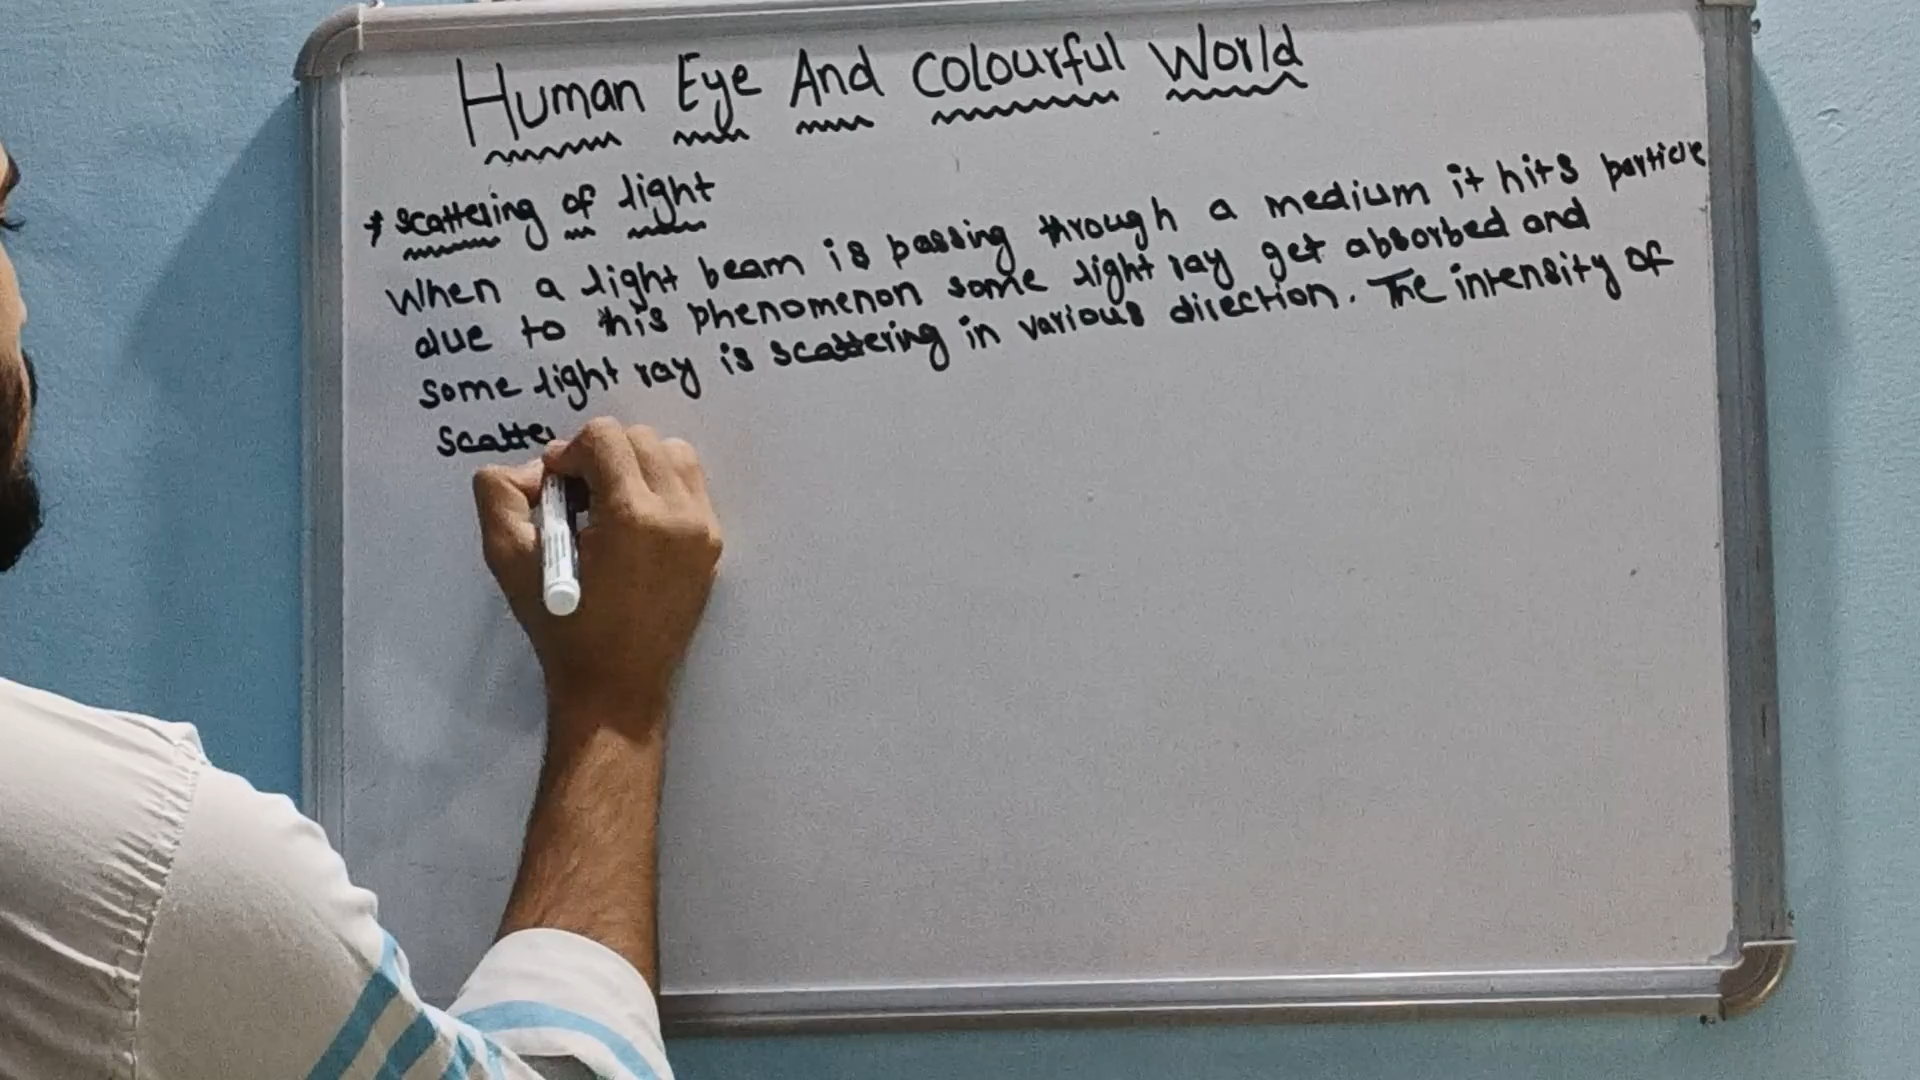 Human Eye And Colourful World
* Scattering of light
When a light beam is passing through a medium it hits particle
due to this phenomenon some light ray get absorbed and
some light ray is scattering in various direction. The intensity of
Scatte